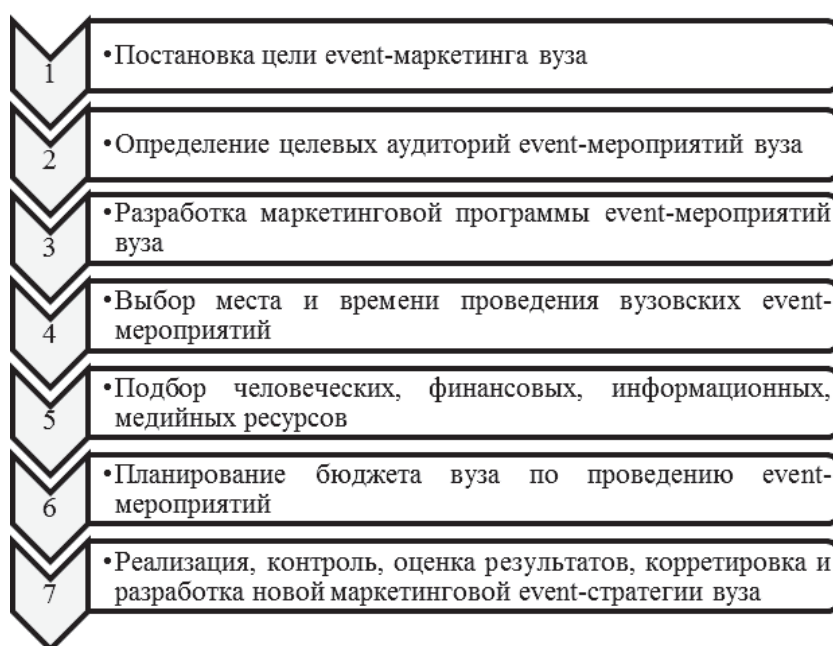 1
•Постановка цели event-маркетинга вуза
2
•Определение целевых аудиторий event-мероприятий вуза
3
•Разработка маркетинговой программы event-мероприятий
вуза
4
•Выбор места и времени проведения вузовских event-
мероприятий
5
•Подбор человеческих, финансовых, информационных,
медийных ресурсов
6
•Планирование бюджета вуза по проведению event-
мероприятий
7
•Реализация, контроль, оценка результатов, корретировка и
разработка новой маркетинговой event-стратегии вуза